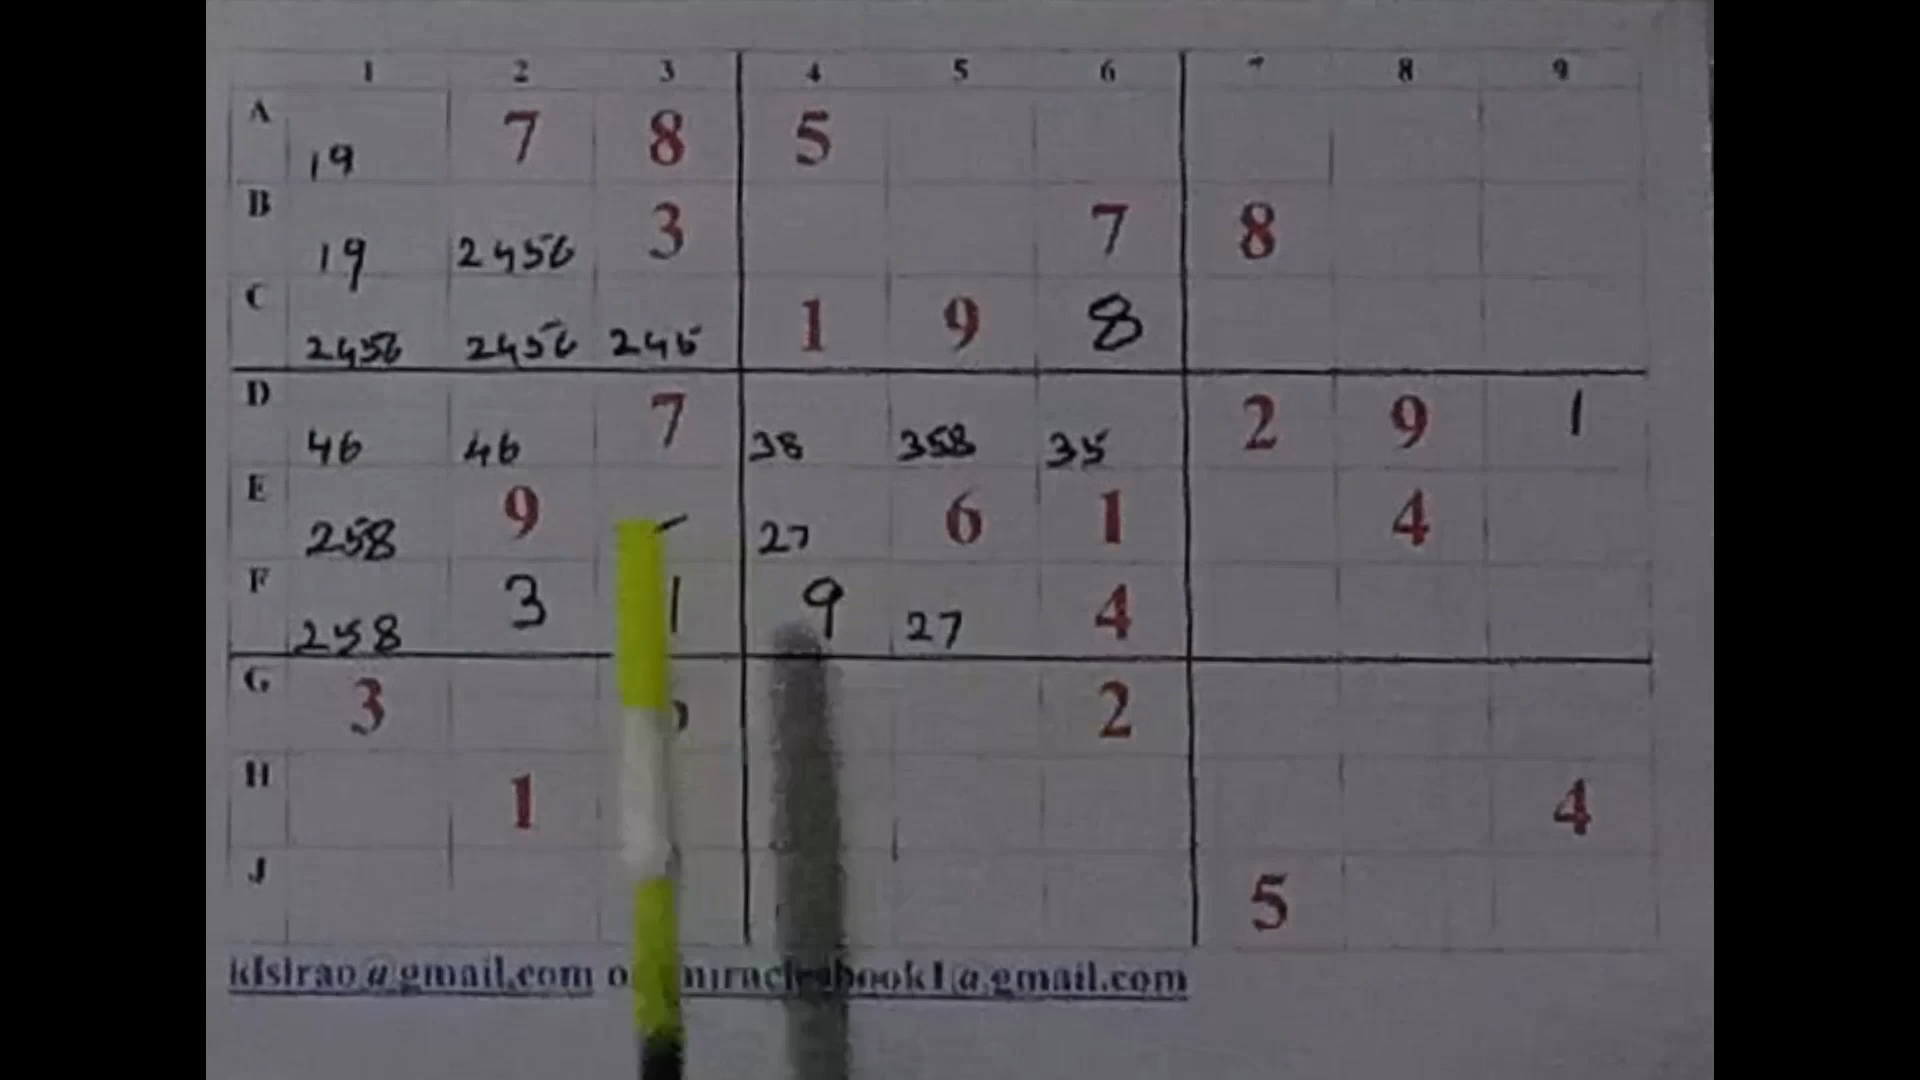 1 2 3 4 5 6 8 9
A 19 7 8 5
B 19 2456 3 7 8
C 2456 2456 246 1 9 8
D 46 46 7 38 358 35 2 9 1
E 258 9 27 6 1 4
F 258 3 1 9 27 4
G 3 2
H 1 4
J 5
klsirao@gmail.com